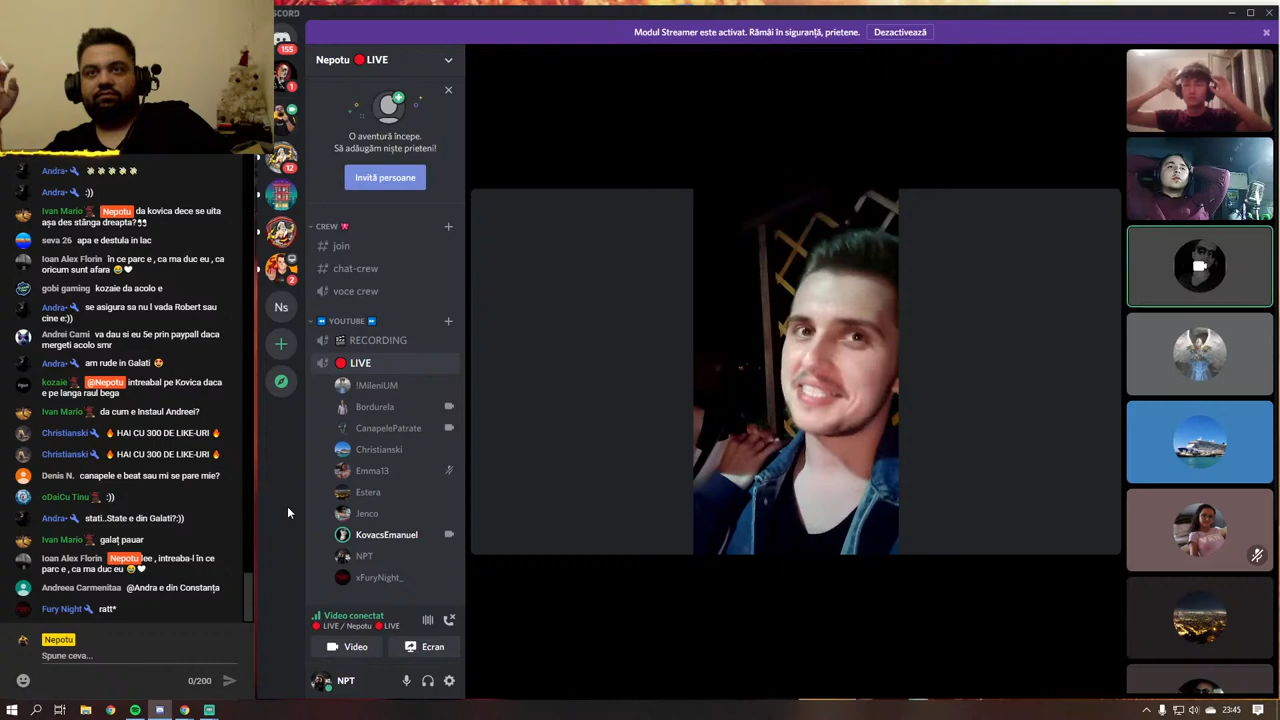 SCORD
Modul Streamer este activat. Rămâi în siguranță, prietene.
Dezactivează
155
1
12
2
Ns
Nepotu 🔴LIVE
O aventură începe.
Să adăugăm niște prieteni!
Invită persoane
CREW
join
chat-crew
voce crew
YOUTUBE
RECORDING
LIVE
!MileniUM
Bordurela
CanapelePatrate
Christianski
Emma13
Estera
Jenco
KovacsEmanuel
NPT
xFuryNight_
Video conectat
LIVE / Nepotu 🔴LIVE
Video
Ecran
NPT
Andra•
Andra• :))
Ivan Mario Nepotu da kovica dece se uita
așa des stânga dreapta?👀
seva 26 apa e destula in lac
Ioan Alex Florin în ce parc e , ca ma duc eu , ca
oricum sunt afara 😂🤍
gobi gaming kozaie da acolo e
Andra• se asigura sa nu l vada Robert sau
cine e:))
Andrei Cami va dau si eu 5e prin paypall daca
mergeti acolo smr
Andra• am rude in Galati 😍
kozaie @Nepotu intreabal pe Kovica daca
e pe langa raul bega
Ivan Mario da cum e Instaul Andreei?
Christianski 🔥 HAI CU 300 DE LIKE-URI 🔥
Christianski 🔥 HAI CU 300 DE LIKE-URI 🔥
Denis N. canapele e beat sau mi se pare mie?
oDaiCu Tinu :))
Andra• stati..State e din Galati?:))
Ivan Mario galaț pauar
Ioan Alex Florin Nepotu lee , intreaba-l în ce
parc e , ca ma duc eu 😂🤍
Andreea Carmenitaa @Andra e din Constanța
Fury Night ratt*
Nepotu
Spune ceva...
0/200
23:45